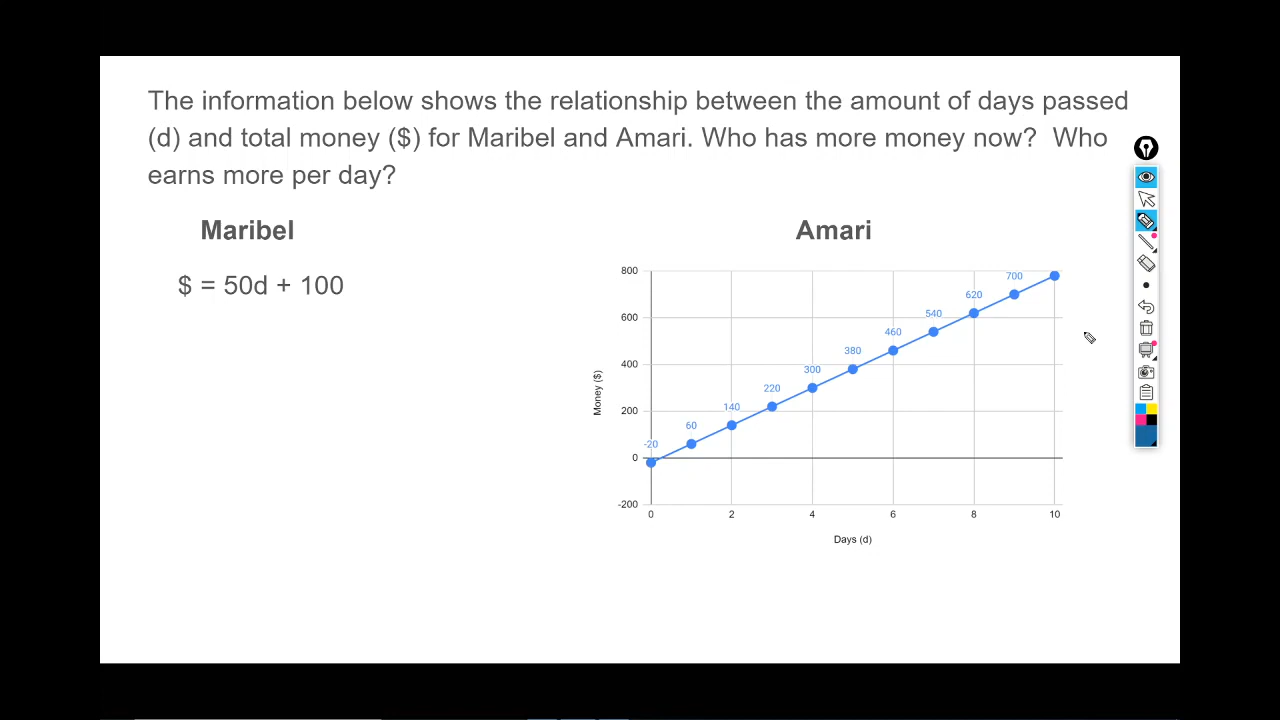 The information below shows the relationship between the amount of days passed
(d) and total money ($) for Maribel and Amari. Who has more money now?  Who
earns more per day?
Maribel
$ = 50d + 100
Amari
800
600
400
200
0
-200
Money ($)
-20
60
140
220
300
380
460
540
620
700
0
2
4
6
8
10
Days (d)